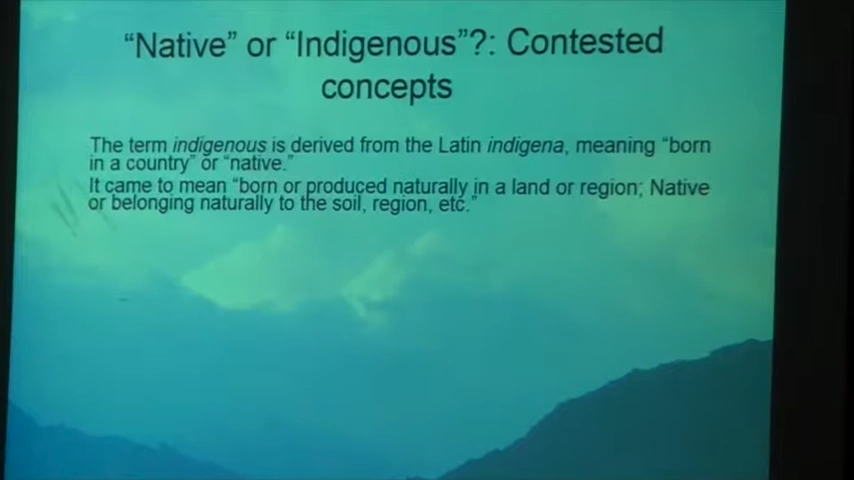 “Native” or “Indigenous”?: Contested
concepts
The term indigenous is derived from the Latin indigena, meaning “born
in a country” or “native.”
It came to mean “born or produced naturally in a land or region; Native
or belonging naturally to the soil, region, etc.”